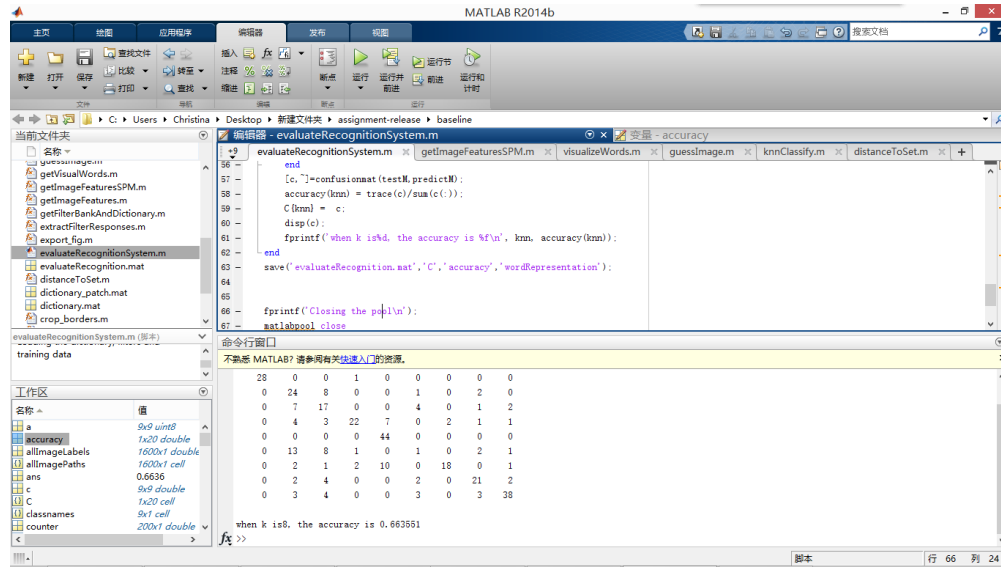 MATLAB R2014b
主页 绘图 应用程序 编辑器 发布 视图
搜索文档
新建 打开 保存 查找文件 比较 打印 转至 查找 插入 fx 注释 缩进 断点 运行 运行并前进 运行节 前进 运行和计时
文件 导航 编辑 断点 运行
C: Users Christina Desktop 新建文件夹 assignment-release baseline
当前文件夹
名称
guessImage.m
getVisualWords.m
getImageFeaturesSPM.m
getImageFeatures.m
getFilterBankAndDictionary.m
extractFilterResponses.m
export_fig.m
evaluateRecognitionSystem.m
evaluateRecognition.mat
distanceToSet.m
dictionary_patch.mat
dictionary.mat
crop_borders.m
evaluateRecognitionSystem.m (脚本)
training data
工作区
名称 值
a 9x9 uint8
accuracy 1x20 double
allImageLabels 1600x1 double
allImagePaths 1600x1 cell
ans 0.6636
c 9x9 double
C 1x20 cell
classnames 9x1 cell
counter 200x1 double
编辑器 - evaluateRecognitionSystem.m
变量 - accuracy
+9 evaluateRecognitionSystem.m getImageFeaturesSPM.m visualizeWords.m guessImage.m knnClassify.m distanceToSet.m +
56 – end
57 – [c,~]=confusionmat(testM,predictM);
58 – accuracy(knn) = trace(c)/sum(c(:));
59 – C{knn} = c;
60 – disp(c);
61 – fprintf('when k is%d, the accuracy is %f\n', knn, accuracy(knn));
62 – end
63 – save('evaluateRecognition.mat','C','accuracy','wordRepresentation');
64
65
66 – fprintf('Closing the pool\n');
67 – matlabpool close
命令行窗口
不熟悉 MATLAB? 请参阅有关快速入门的资源。
28 0 0 1 0 0 0 0 0
0 24 8 0 0 1 0 2 0
0 7 17 0 0 4 0 1 2
0 4 3 22 7 0 2 1 1
0 0 0 0 44 0 0 0 0
0 13 8 1 0 1 0 2 1
0 2 1 2 10 0 18 0 1
0 2 4 0 0 2 0 21 2
0 3 4 0 0 3 0 3 38
when k is8, the accuracy is 0.663551
fx >>
脚本 行 66 列 24